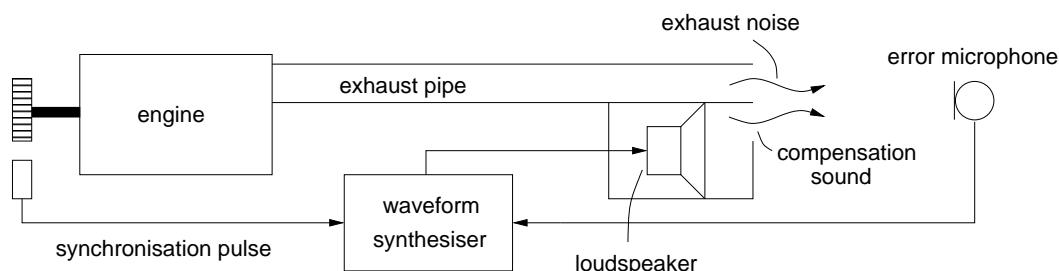 exhaust noise
error microphone
exhaust pipe
engine
compensation
sound
waveform
synthesiser
synchronisation pulse
loudspeaker